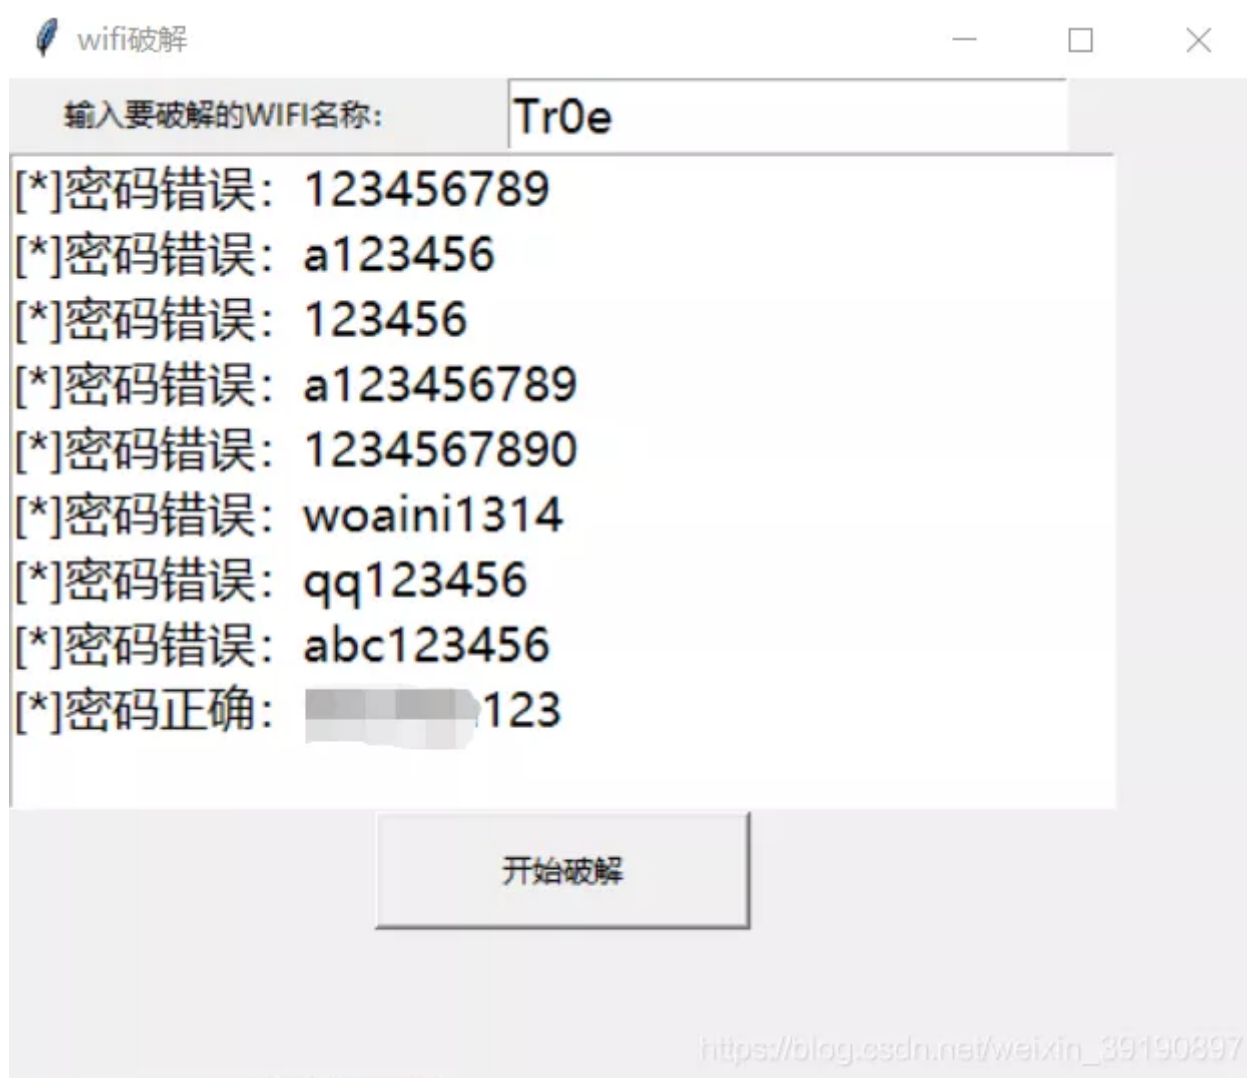 wifi破解
输入要破解的WIFI名称： Tr0e
[*]密码错误：123456789
[*]密码错误：a123456
[*]密码错误：123456
[*]密码错误：a123456789
[*]密码错误：1234567890
[*]密码错误：woaini1314
[*]密码错误：qq123456
[*]密码错误：abc123456
[*]密码正确： 123
开始破解
https://blog.csdn.net/weixin_39190897